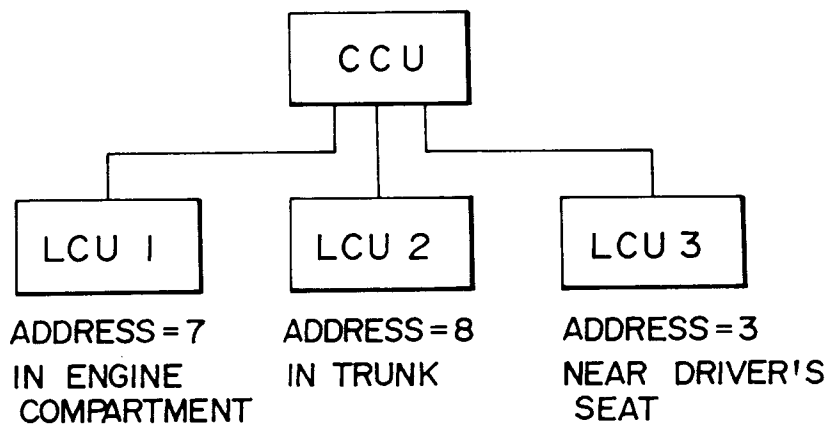 CCU
LCU 1
LCU 2
LCU 3
ADDRESS=7
IN ENGINE
COMPARTMENT
ADDRESS=8
IN TRUNK
ADDRESS=3
NEAR DRIVER'S
SEAT